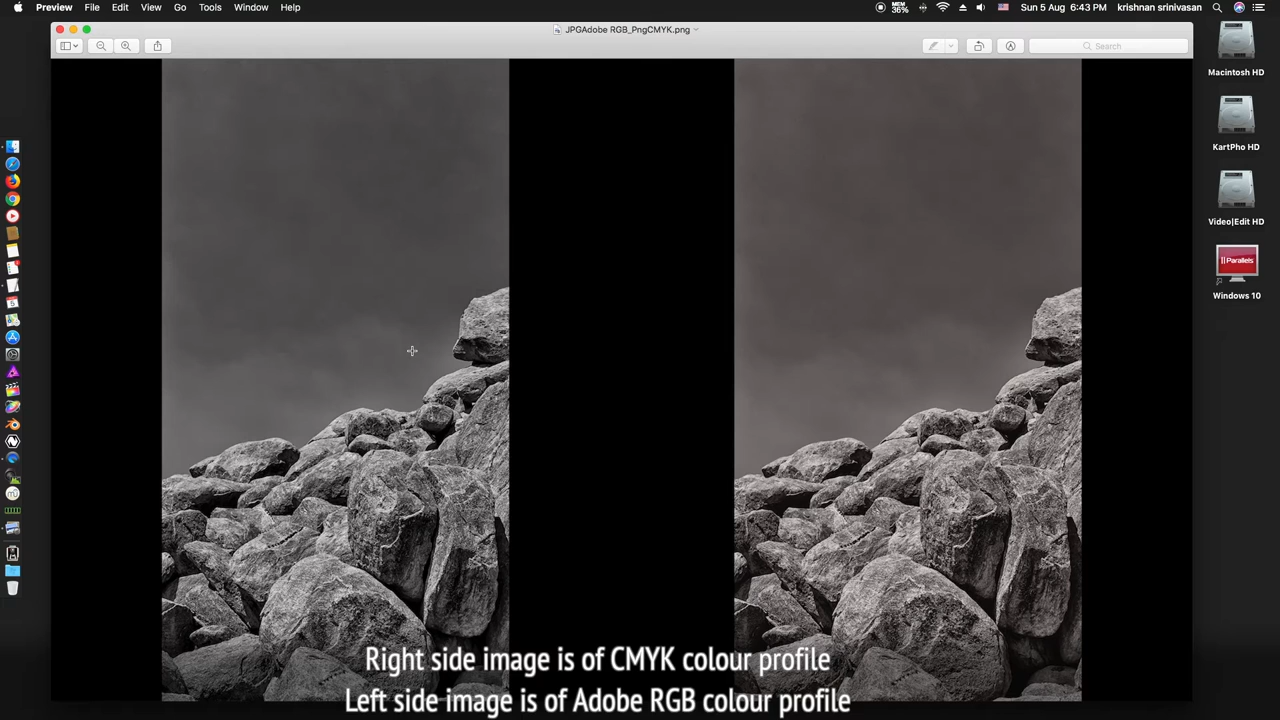 Preview File Edit View Go Tools Window Help MEM 36% Sun 5 Aug 6:43 PM krishnan srinivasan
JPGAdobe RGB_PngCMYK.png
Search
Macintosh HD
KartPho HD
Video|Edit HD
Parallels
Windows 10
Right side image is of CMYK colour profile
Left side image is of Adobe RGB colour profile